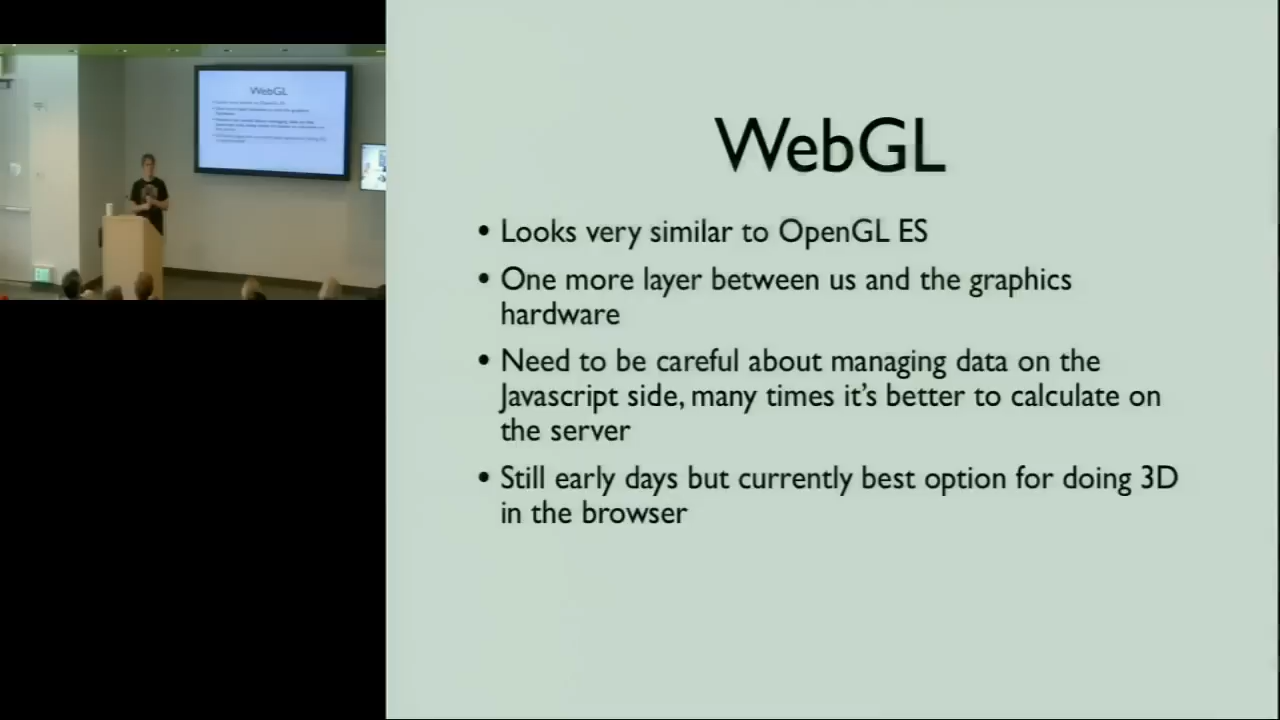 WebGL
• Looks very similar to OpenGL ES
• One more layer between us and the graphics
hardware
• Need to be careful about managing data on the
Javascript side, many times it's better to calculate on
the server
• Still early days but currently best option for doing 3D
in the browser
WebGL